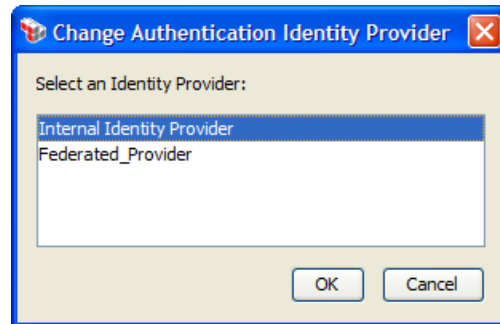 Change Authentication Identity Provider
Select an Identity Provider:
Internal Identity Provider
Federated_Provider
OK Cancel